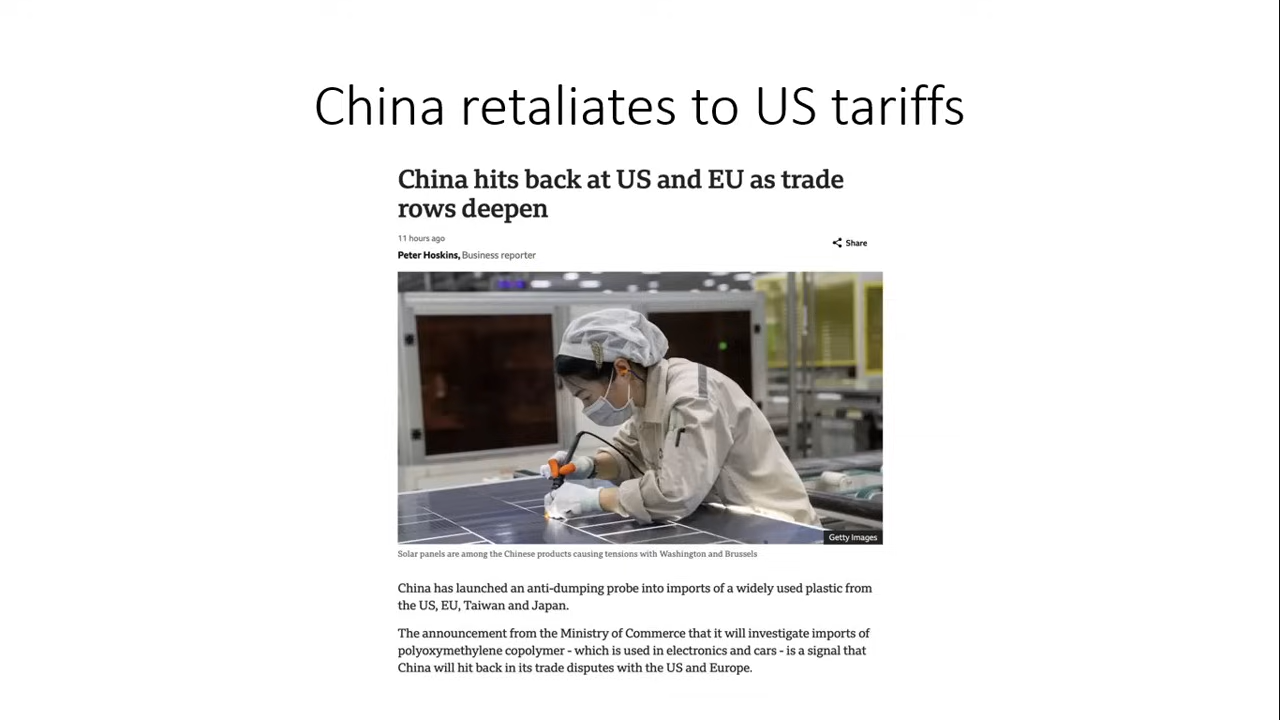 China retaliates to US tariffs
China hits back at US and EU as trade
rows deepen
11 hours ago
Share
Peter Hoskins, Business reporter
Getty Images
Solar panels are among the Chinese products causing tensions with Washington and Brussels
China has launched an anti-dumping probe into imports of a widely used plastic from
the US, EU, Taiwan and Japan.
The announcement from the Ministry of Commerce that it will investigate imports of
polyoxymethylene copolymer - which is used in electronics and cars - is a signal that
China will hit back in its trade disputes with the US and Europe.